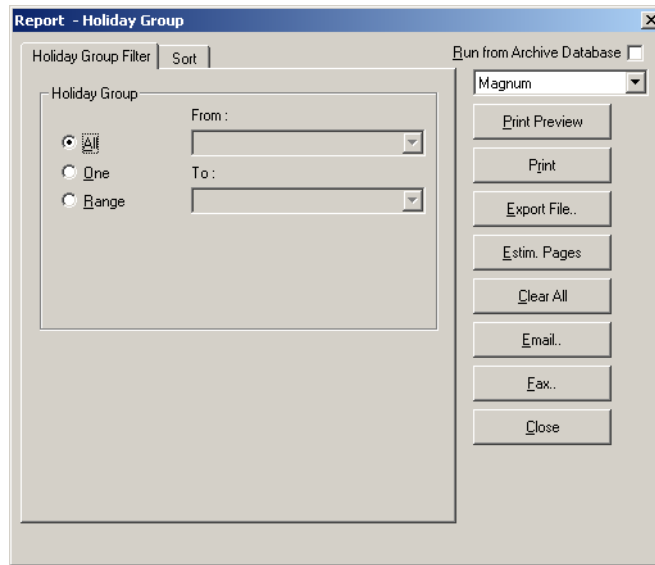 Report - Holiday Group
Holiday Group Filter
Sort
Run from Archive Database
Magnum
Holiday Group
From :
All
One
To :
Range
Print Preview
Print
Export File..
Estim. Pages
Clear All
Email..
Fax..
Close